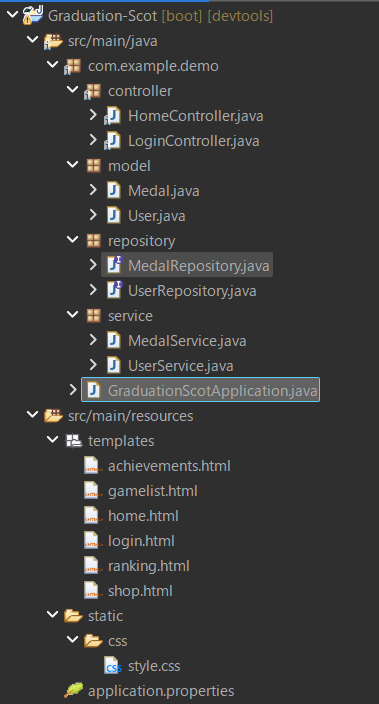 Graduation-Scot [boot] [devtools]
src/main/java
com.example.demo
controller
HomeController.java
LoginController.java
model
Medal.java
User.java
repository
MedalRepository.java
UserRepository.java
service
MedalService.java
UserService.java
GraduationScotApplication.java
src/main/resources
templates
achievements.html
gamelist.html
home.html
login.html
ranking.html
shop.html
static
css
style.css
application.properties